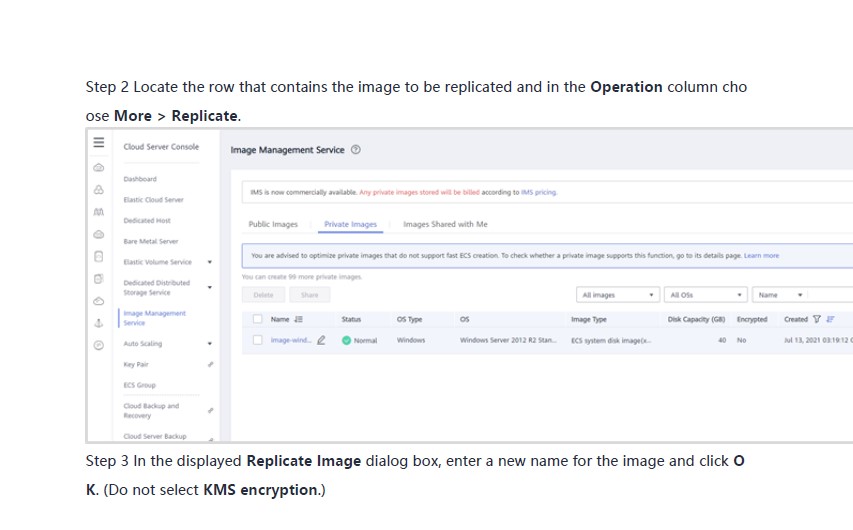 Step 2 Locate the row that contains the image to be replicated and in the Operation column cho
ose More > Replicate.
Cloud Server Console
Image Management Service
Dashboard
IMS is now commercially available. Any private images stored will be billed according to IMS pricing.
Elastic Cloud Server
Dedicated Host
Public Images Private Images Images Shared with Me
Bare Metal Server
Elastic Volume Service
You are advised to optimize private images that do not support fast ECS creation. To check whether a private image supports this function, go to its details page. Learn more
You can create 99 more private images.
Dedicated Distributed
Storage Service
Delete Share All images All OSs Name
Image Management
Service
Name Status OS Type OS Image Type Disk Capacity (GB) Encrypted Created
Auto Scaling
image-wind... Normal Windows Windows Server 2012 R2 Stan... ECS system disk image(x... 40 No Jul 13, 2021 03:19:12
Key Pair
ECS Group
Cloud Backup and
Recovery
Cloud Server Backup
Step 3 In the displayed Replicate Image dialog box, enter a new name for the image and click O
K. (Do not select KMS encryption.)